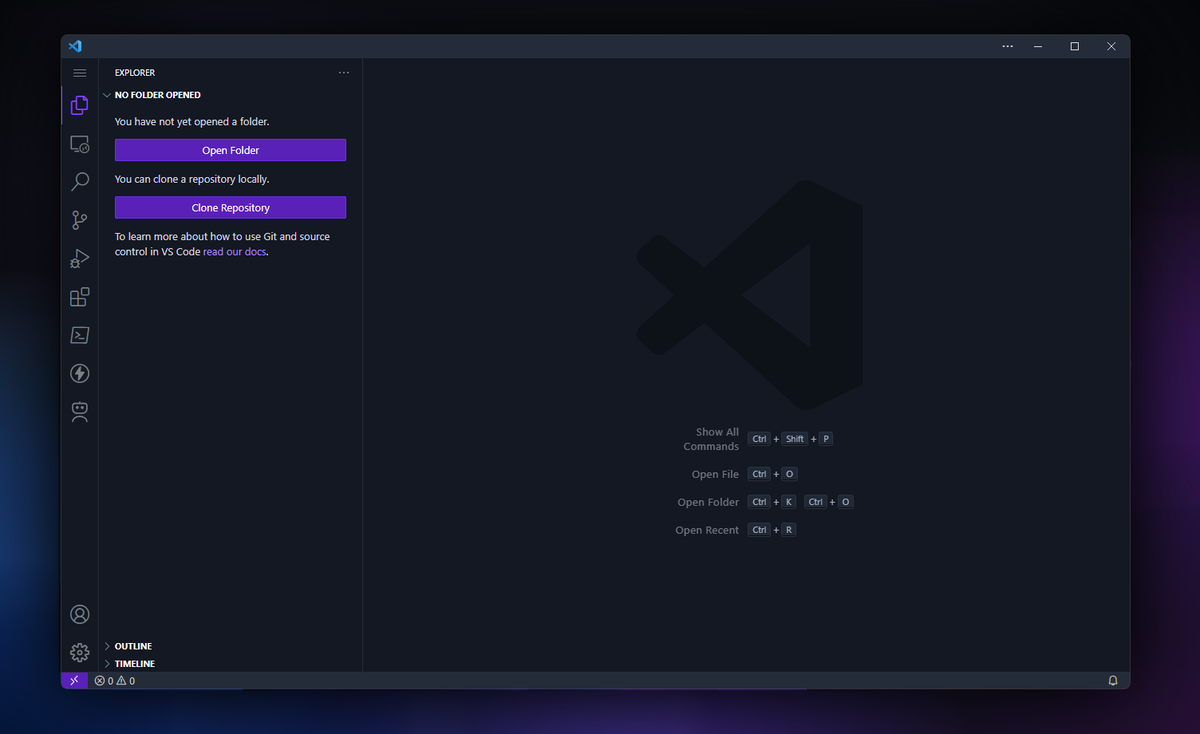 EXPLORER
NO FOLDER OPENED
You have not yet opened a folder.
Open Folder
You can clone a repository locally.
Clone Repository
To learn more about how to use Git and source
control in VS Code read our docs.
Show All
Commands Ctrl + Shift + P
Open File Ctrl + O
Open Folder Ctrl + K Ctrl + O
Open Recent Ctrl + R
OUTLINE
TIMELINE
0 0